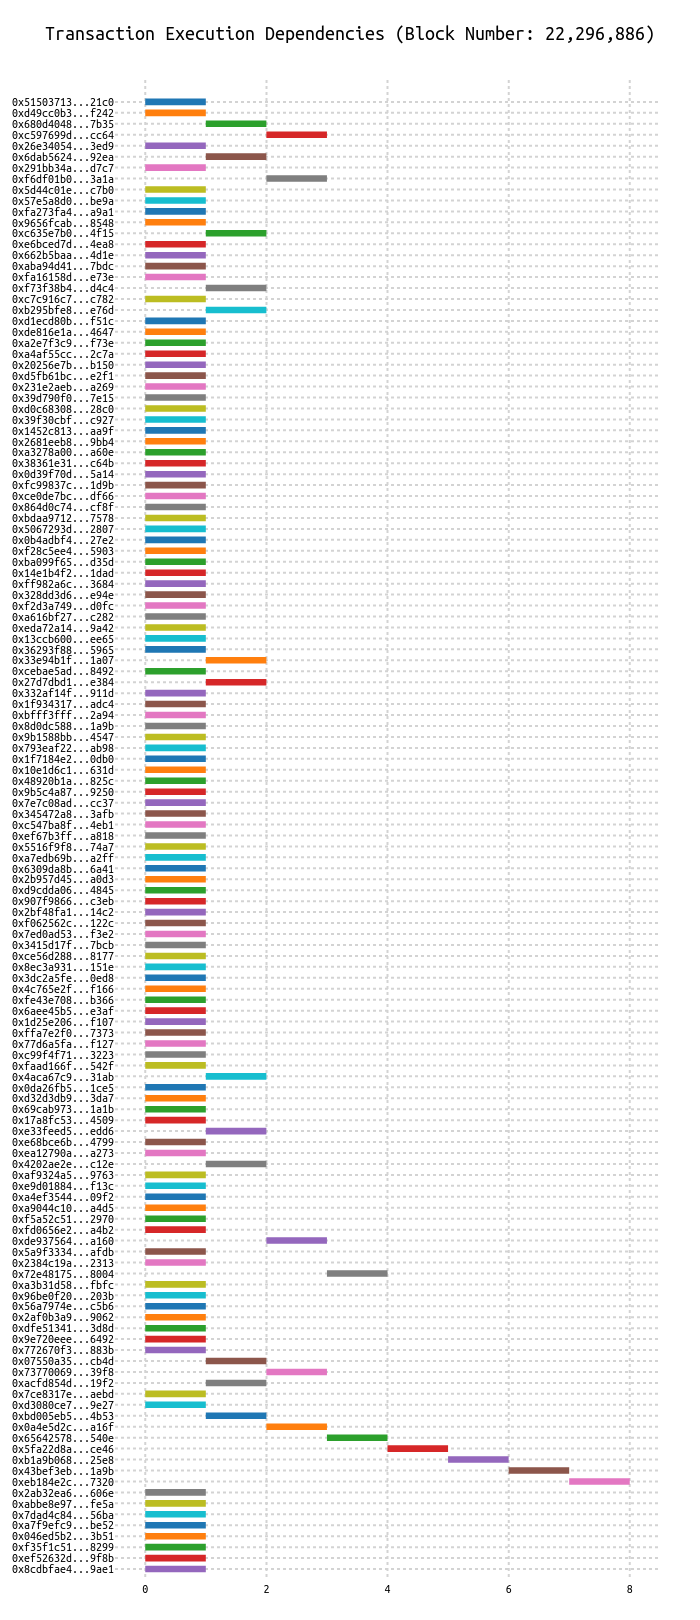 Transaction Execution Dependencies (Block Number: 22,296,886)
0x51503713...21c0
0xd49cc0b3...f242
0x680d4048...7b35
0xc597699d...cc64
0x26e34054...3ed9
0x6dab5624...92ea
0x291bb34a...d7c7
0xf6df01b0...3a1a
0x5d44c01e...c7b0
0x57e5a8d0...be9a
0xfa273fa4...a9a1
0x9656fcab...8548
0xc635e7b0...4f15
0xe6bced7d...4ea8
0x662b5baa...4d1e
0xaba94d41...7bdc
0xfa16158d...e73e
0xf73f38b4...d4c4
0xc7c916c7...c782
0xb295bfe8...e76d
0xd1ecd80b...f51c
0xde816e1a...4647
0xa2e7f3c9...f73e
0xa4af55cc...2c7a
0x20256e7b...b150
0xd5fb61bc...e2f1
0x231e2aeb...a269
0x39d790f0...7e15
0xd0c68308...28c0
0x39f30cbf...c927
0x1452c813...aa9f
0x2681eeb8...9bb4
0xa3278a00...a60e
0x38361e31...c64b
0x0d39f70d...5a14
0xfc99837c...1d9b
0xce0de7bc...df66
0x864d0c74...cf8f
0xbdaa9712...7578
0x5067293d...2807
0x0b4adbf4...27e2
0xf28c5ee4...5903
0xba099f65...d35d
0x14e1b4f2...1dad
0xff982a6c...3684
0x328dd3d6...e94e
0xf2d3a749...d0fc
0xa616bf27...c282
0xeda72a14...9a42
0x13ccb600...ee65
0x36293f88...5965
0x33e94b1f...1a07
0xcebae5ad...8492
0x27d7dbd1...e384
0x332af14f...911d
0x1f934317...adc4
0xbfff3fff...2a94
0x8d0dc588...1a9b
0x9b1588bb...4547
0x793eaf22...ab98
0x1f7184e2...0db0
0x10e1d6c1...631d
0x48920b1a...825c
0x9b5c4a87...9250
0x7e7c08ad...cc37
0x345472a8...3afb
0xc547ba8f...4eb1
0xef67b3ff...a818
0x5516f9f8...74a7
0xa7edb69b...a2ff
0x6309da8b...6a41
0x2b957d45...a0d3
0xd9cdda06...4845
0x907f9866...c3eb
0x2bf48fa1...14c2
0xf062562c...122c
0x7ed0ad53...f3e2
0x3415d17f...7bcb
0xce56d288...8177
0x8ec3a931...151e
0x3dc2a5fe...0ed8
0x4c765e2f...f166
0xfe43e708...b366
0x6aee45b5...e3af
0x1d25e206...f107
0xffa7e2f0...7373
0x77d6a5fa...f127
0xc99f4f71...3223
0xfaad166f...542f
0x4aca67c9...31ab
0x0da26fb5...1ce5
0xd32d3db9...3da7
0x69cab973...1a1b
0x17a8fc53...4509
0xe33feed5...edd6
0xe68bce6b...4799
0xea12790a...a273
0x4202ae2e...c12e
0xaf9324a5...9763
0xe9d01884...f13c
0xa4ef3544...09f2
0xa9044c10...a4d5
0xf5a52c51...2970
0xfd0656e2...a4b2
0xde937564...a160
0x5a9f3334...afdb
0x2384c19a...2313
0x72e48175...8004
0xa3b31d58...fbfc
0x96be0f20...203b
0x56a7974e...c5b6
0x2af0b3a9...9062
0xdfe51341...3d8d
0x9e720eee...6492
0x772670f3...883b
0x07550a35...cb4d
0x73770069...39f8
0xacfd854d...19f2
0x7ce8317e...aebd
0xd3080ce7...9e27
0xbd005eb5...4b53
0x0a4e5d2c...a16f
0x65642578...540e
0x5fa22d8a...ce46
0xb1a9b068...25e8
0x43bef3eb...1a9b
0xeb184e2c...7320
0x2ab32ea6...606e
0xabbe8e97...fe5a
0x7dad4c84...56ba
0xa7f9efc9...be52
0x046ed5b2...3b51
0xf35f1c51...8299
0xef52632d...9f8b
0x8cdbfae4...9ae1
0 2 4 6 8